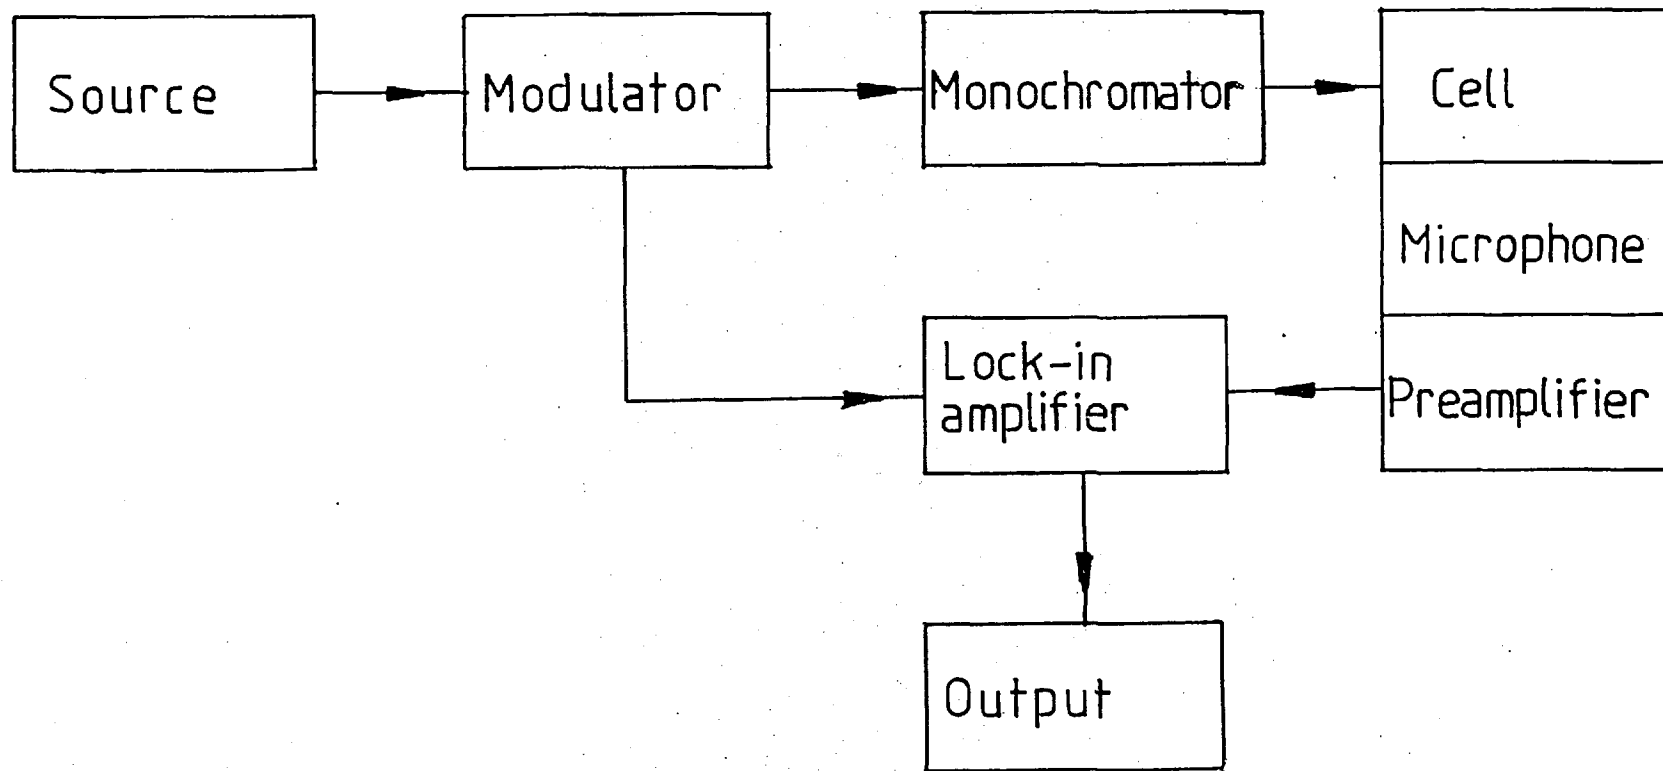 Source
Modulator
Monochromator
Cell
Microphone
Lock-in
amplifier
Preamplifier
Output